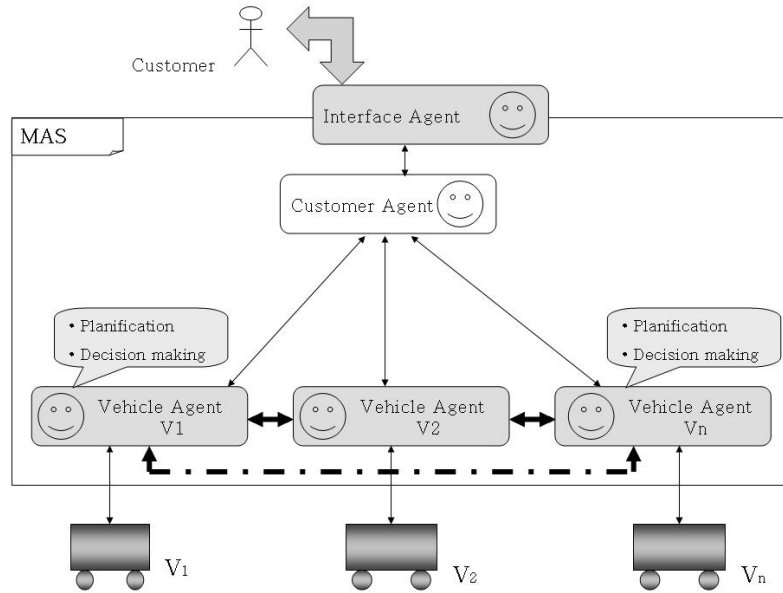 Customer
Interface Agent
MAS
Customer Agent
• Planification
• Decision making
• Planification
• Decision making
Vehicle Agent
V1
Vehicle Agent
V2
Vehicle Agent
Vn
V1
V2
Vn